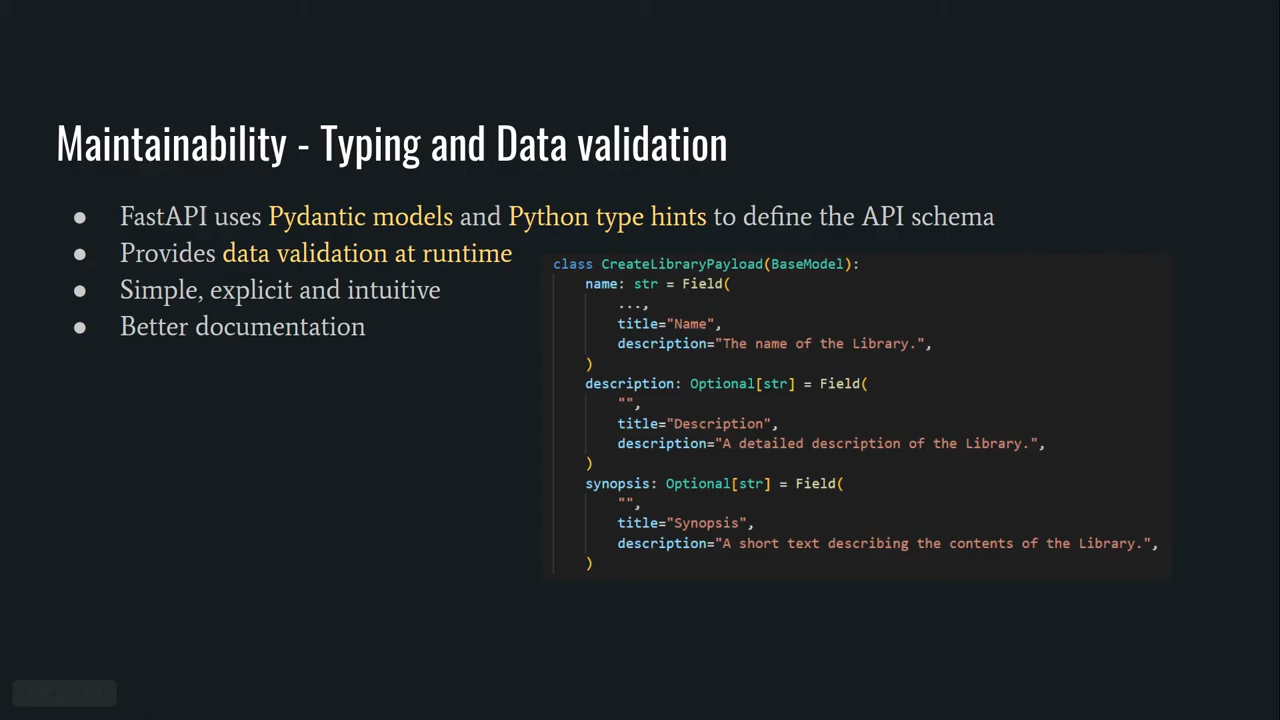 Maintainability - Typing and Data validation
● FastAPI uses Pydantic models and Python type hints to define the API schema
● Provides data validation at runtime
● Simple, explicit and intuitive
● Better documentation
class CreateLibraryPayload(BaseModel):
    name: str = Field(
        ...,
        title="Name",
        description="The name of the Library.",
    )
    description: Optional[str] = Field(
        "",
        title="Description",
        description="A detailed description of the Library.",
    )
    synopsis: Optional[str] = Field(
        "",
        title="Synopsis",
        description="A short text describing the contents of the Library.",
    )